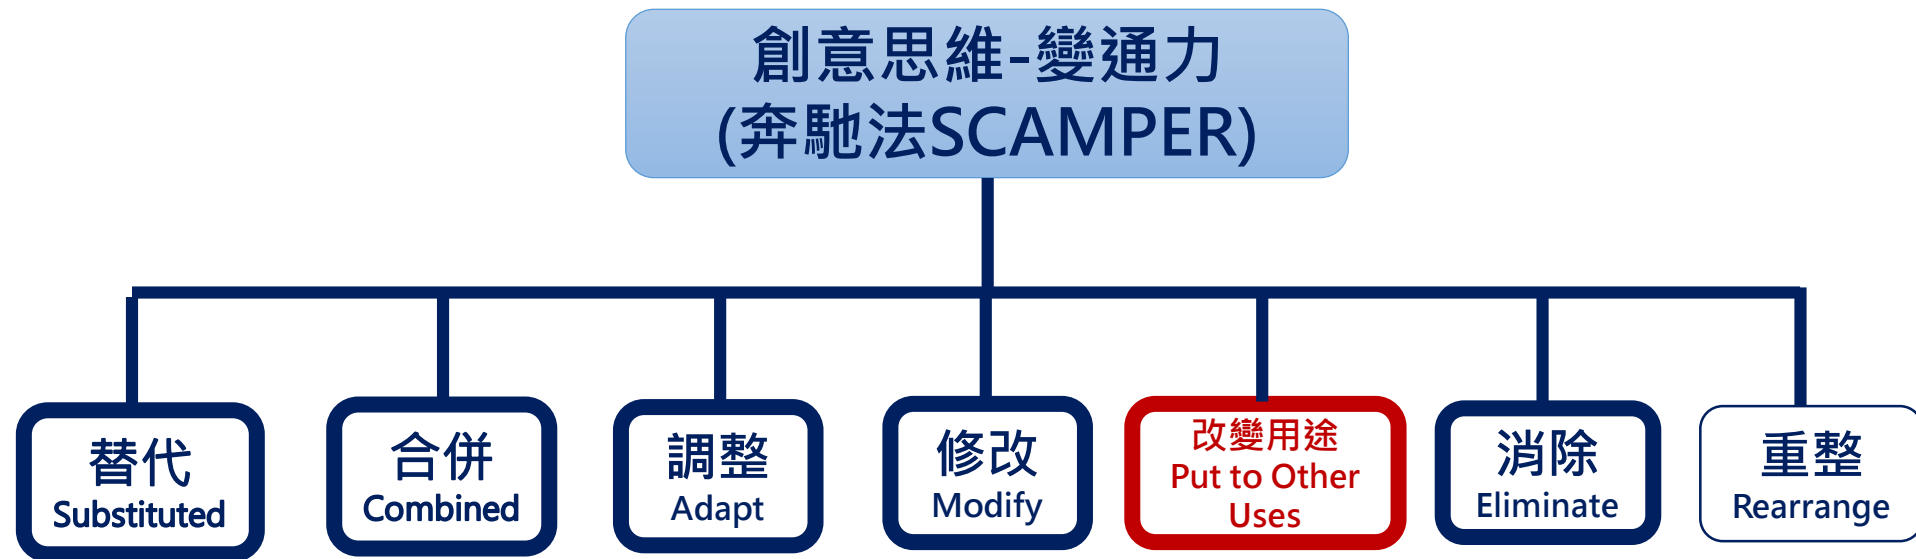 創意思維-變通力
(奔馳法SCAMPER)
替代
Substituted
合併
Combined
調整
Adapt
修改
Modify
改變用途
Put to Other
Uses
消除
Eliminate
重整
Rearrange